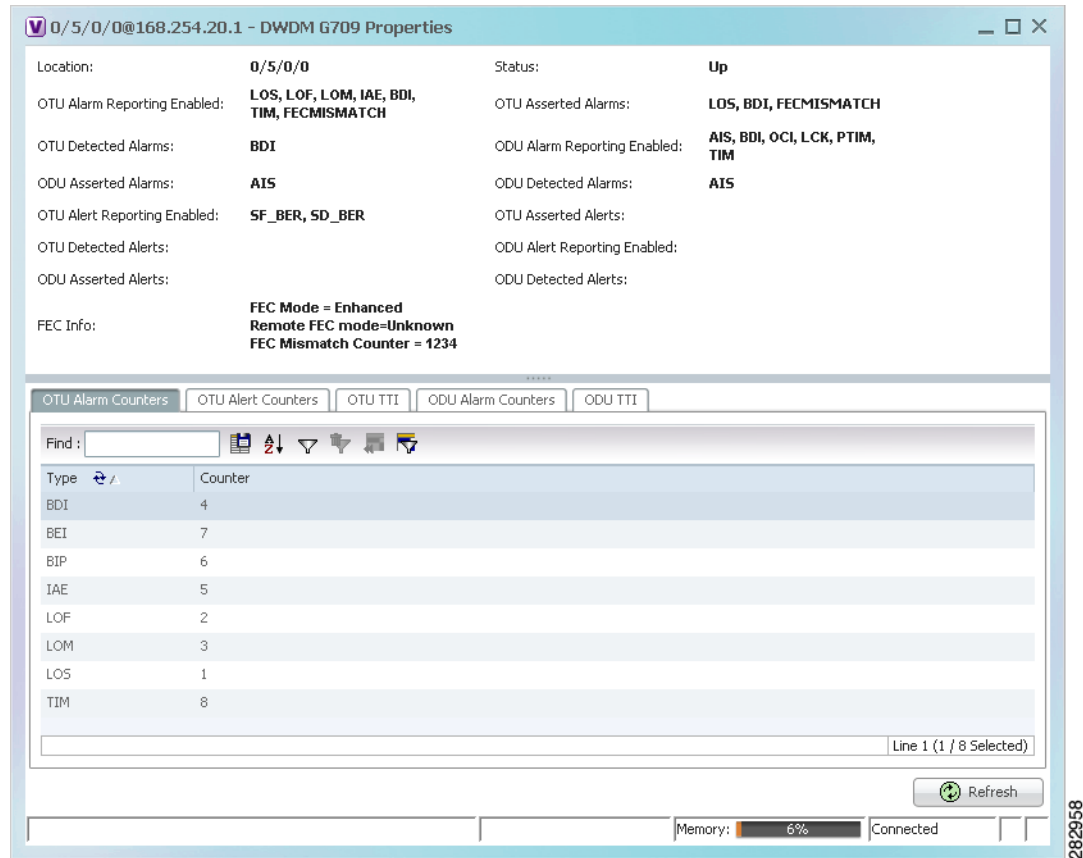 V 0/5/0/0@168.254.20.1 - DWDM G709 Properties
Location: 0/5/0/0 Status: Up
OTU Alarm Reporting Enabled: LOS, LOF, LOM, IAE, BDI, TIM, FECMISMATCH OTU Asserted Alarms: LOS, BDI, FECMISMATCH
OTU Detected Alarms: BDI ODU Alarm Reporting Enabled: AIS, BDI, OCI, LCK, PTIM, TIM
ODU Asserted Alarms: AIS ODU Detected Alarms: AIS
OTU Alert Reporting Enabled: SF_BER, SD_BER OTU Asserted Alerts:
OTU Detected Alerts: ODU Alert Reporting Enabled:
ODU Asserted Alerts: ODU Detected Alerts:
FEC Info: FEC Mode = Enhanced
Remote FEC mode=Unknown
FEC Mismatch Counter = 1234
OTU Alarm Counters OTU Alert Counters OTU TTI ODU Alarm Counters ODU TTI
Find :
Type Counter
BDI 4
BEI 7
BIP 6
IAE 5
LOF 2
LOM 3
LOS 1
TIM 8
Line 1 (1 / 8 Selected)
Refresh
Memory: 6% Connected
282958